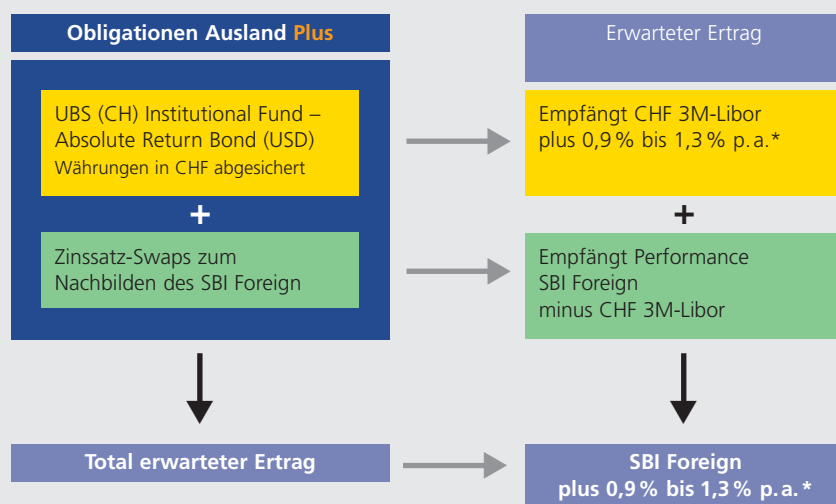 Obligationen Ausland Plus
Erwarteter Ertrag
UBS (CH) Institutional Fund –
Absolute Return Bond (USD)
Währungen in CHF abgesichert
Empfängt CHF 3M-Libor
plus 0,9 % bis 1,3 % p. a.*
+
+
Zinssatz-Swaps zum
Nachbilden des SBI Foreign
Empfängt Performance
SBI Foreign
minus CHF 3M-Libor
Total erwarteter Ertrag
SBI Foreign
plus 0,9 % bis 1,3 % p. a.*